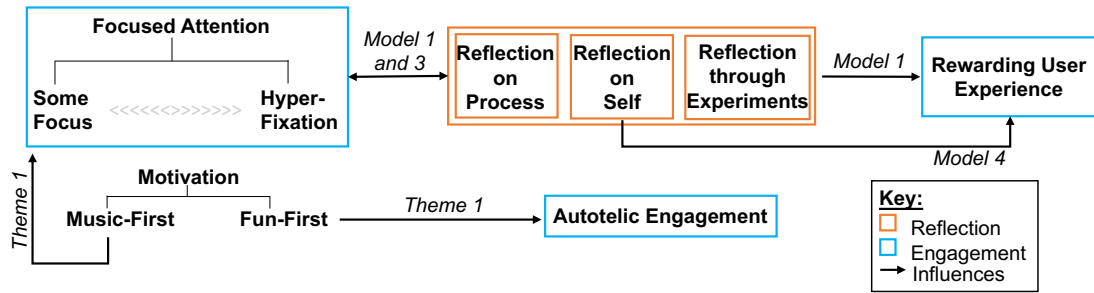 Focused Attention
Some
Focus
<<<<<<>>>>>>>
Hyper-
Fixation
Model 1
and 3
Reflection
on
Process
Reflection
on
Self
Reflection
through
Experiments
Model 1
Rewarding User
Experience
Model 4
Theme 1
Motivation
Music-First
Fun-First
Theme 1
Autotelic Engagement
Key:
Reflection
Engagement
Influences